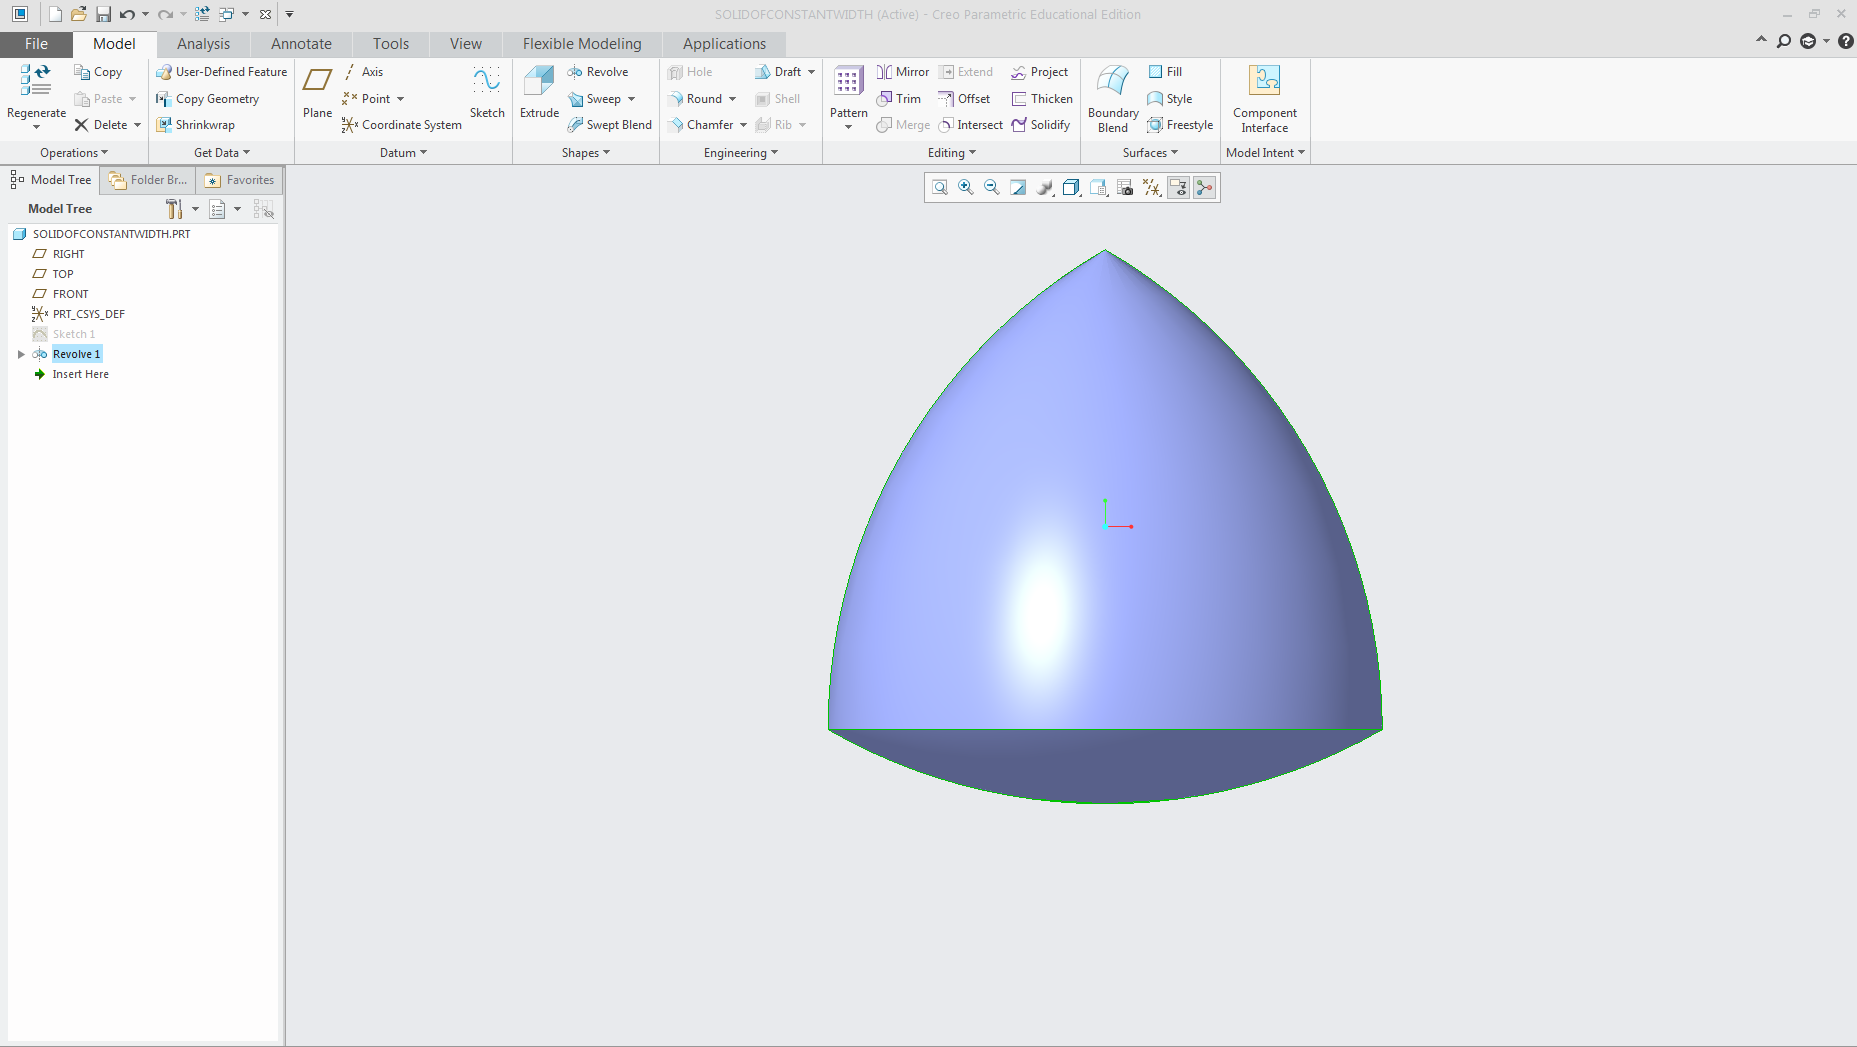 SOLIDOFCONSTANTWIDTH (Active) - Creo Parametric Educational Edition
File Model Analysis Annotate Tools View Flexible Modeling Applications
Regenerate
Copy
Paste
Delete
Operations
User-Defined Feature
Copy Geometry
Shrinkwrap
Get Data
Plane
Axis
Point
Coordinate System
Sketch
Datum
Extrude
Revolve
Sweep
Swept Blend
Shapes
Hole
Round
Chamfer
Draft
Shell
Rib
Engineering
Pattern
Mirror
Trim
Merge
Extend
Offset
Intersect
Project
Thicken
Solidify
Editing
Boundary
Blend
Fill
Style
Freestyle
Surfaces
Component
Interface
Model Intent
Model Tree Folder Br... Favorites
Model Tree
SOLIDOFCONSTANTWIDTH.PRT
RIGHT
TOP
FRONT
PRT_CSYS_DEF
Sketch 1
Revolve 1
Insert Here